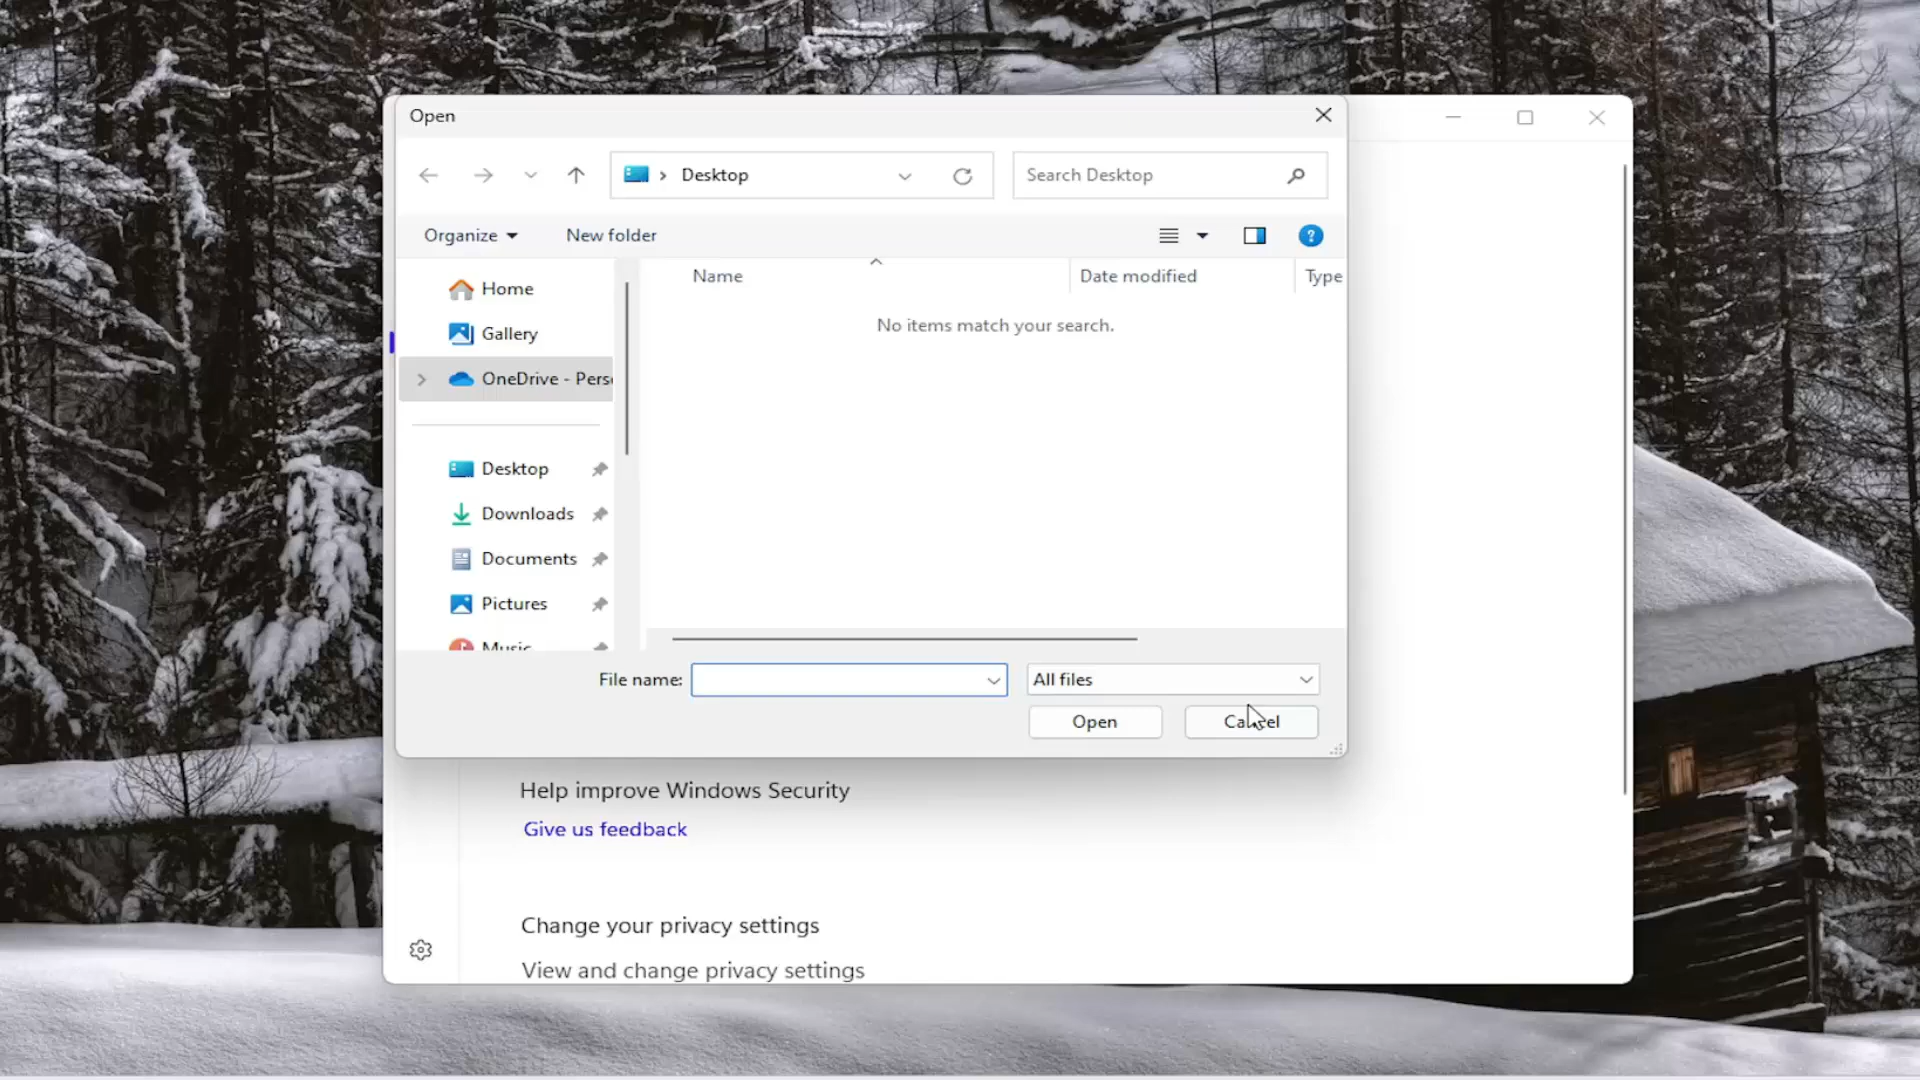 Open
Desktop
Search Desktop
Organize
New folder
Name
Date modified
Type
Home
Gallery
OneDrive - Perso
No items match your search.
Desktop
Downloads
Documents
Pictures
Music
File name:
All files
Open
Cancel
Help improve Windows Security
Give us feedback
Change your privacy settings
View and change privacy settings